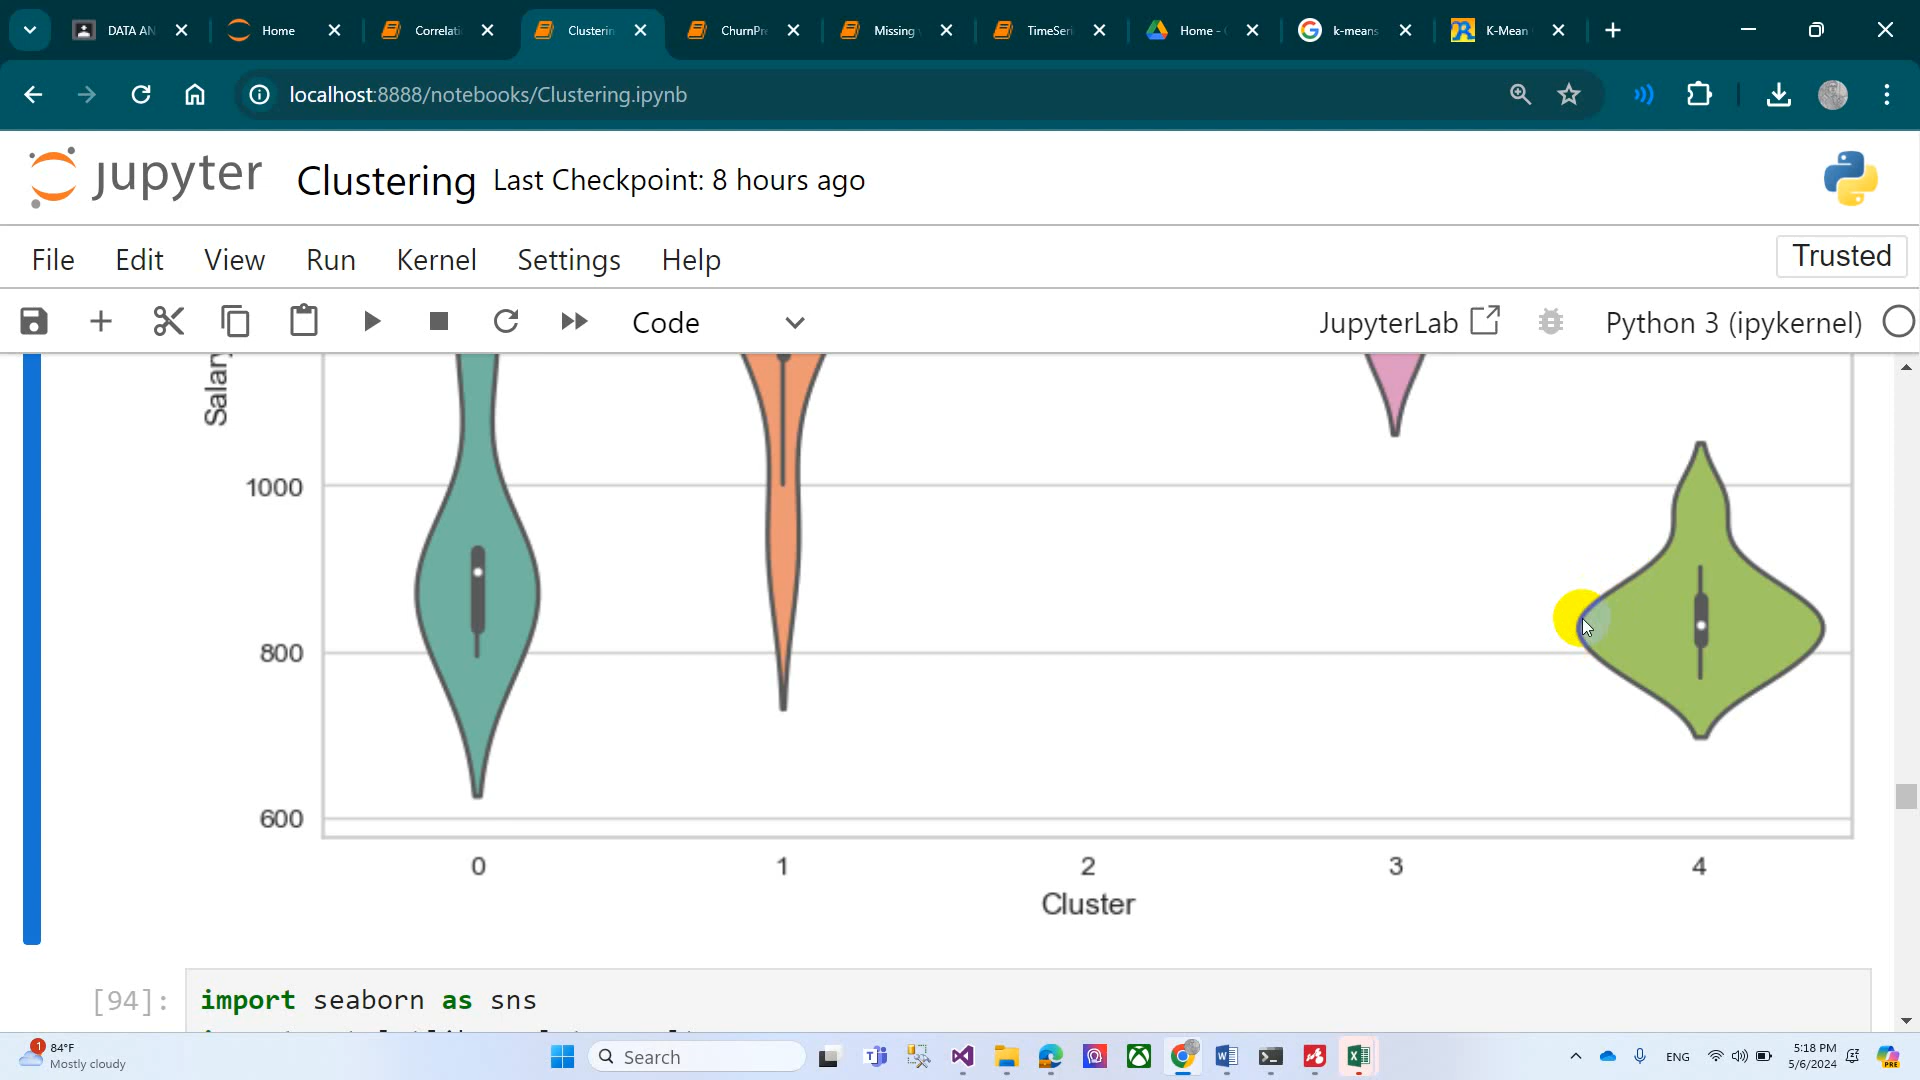 DATA AN
Home
Correlati
Clusterin
ChurnPre
Missing
TimeSeri
Home -
k-means
K-Mean
localhost:8888/notebooks/Clustering.ipynb
jupyter
Clustering
Last Checkpoint: 8 hours ago
File
Edit
View
Run
Kernel
Settings
Help
Trusted
Code
JupyterLab
Python 3 (ipykernel)
Salary
1000
800
600
0
1
2
3
4
Cluster
[94]:
import seaborn as sns
1
84°F
Mostly cloudy
Search
ENG
5:18 PM
5/6/2024